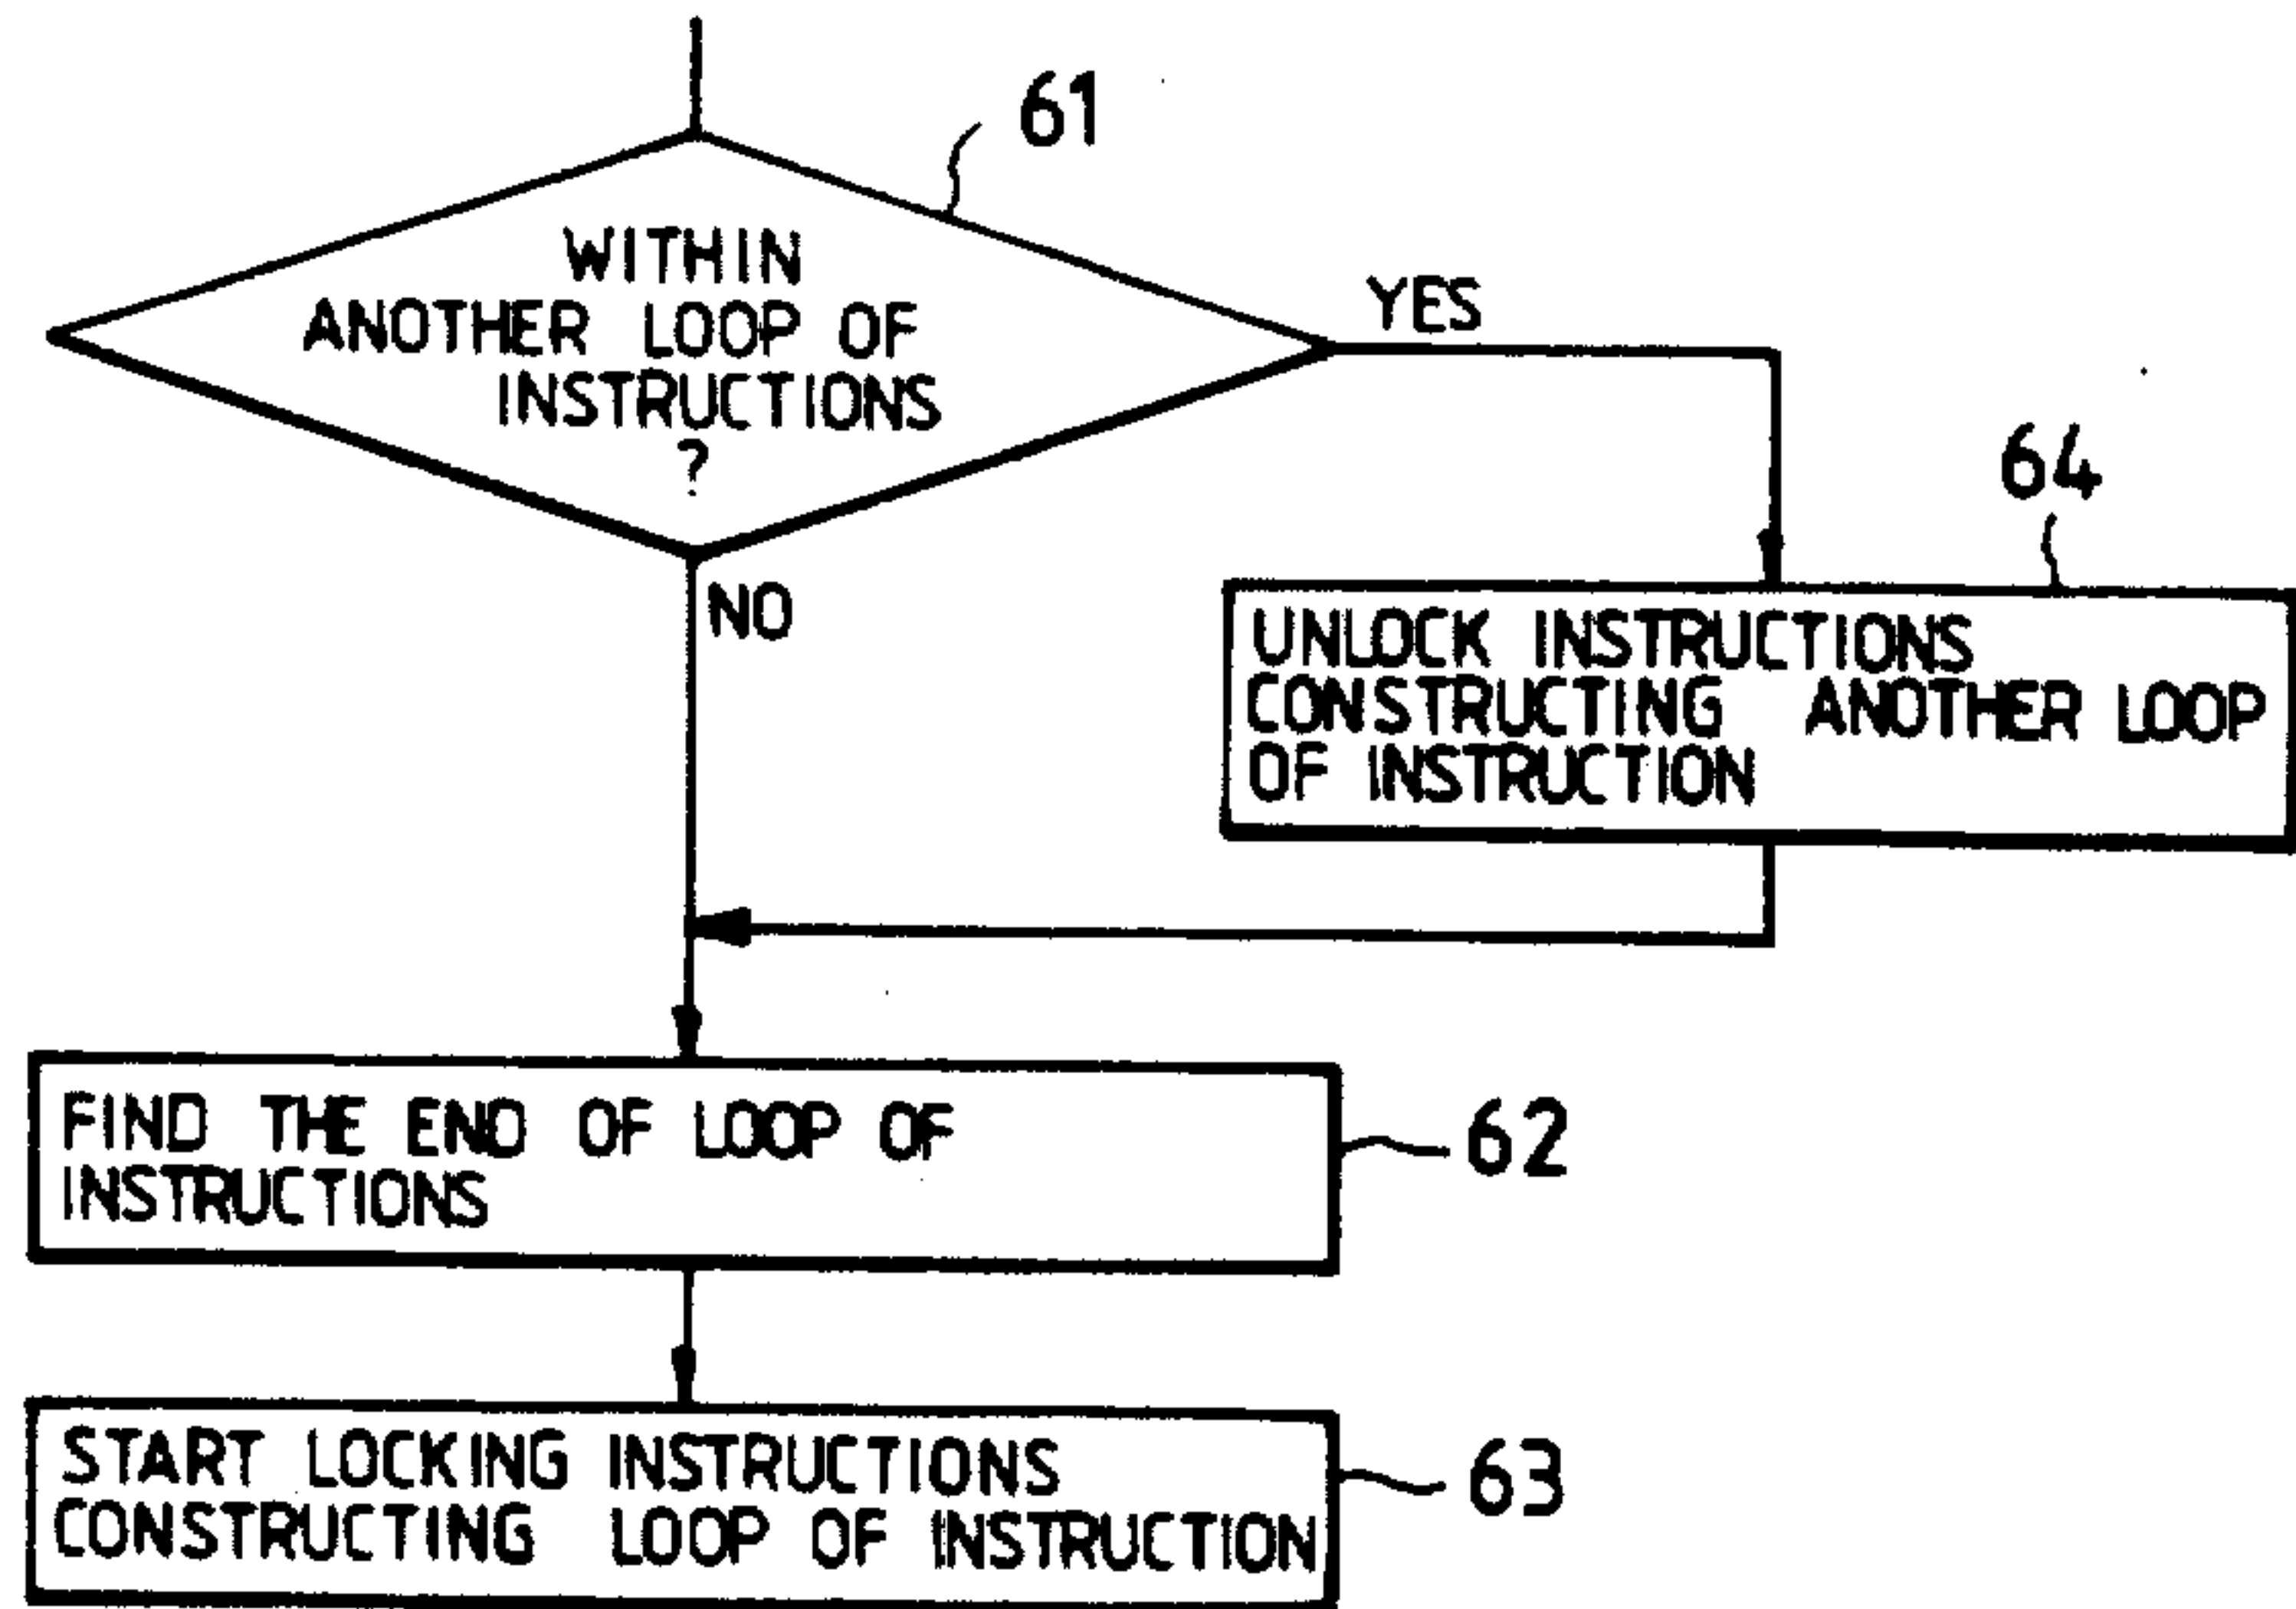 61
WITHIN
ANOTHER LOOP OF
INSTRUCTIONS
?
YES
NO
64
UNLOCK INSTRUCTIONS
CONSTRUCTING ANOTHER LOOP
OF INSTRUCTION
FIND THE END OF LOOP OF
INSTRUCTIONS
62
START LOCKING INSTRUCTIONS
CONSTRUCTING LOOP OF INSTRUCTION
63